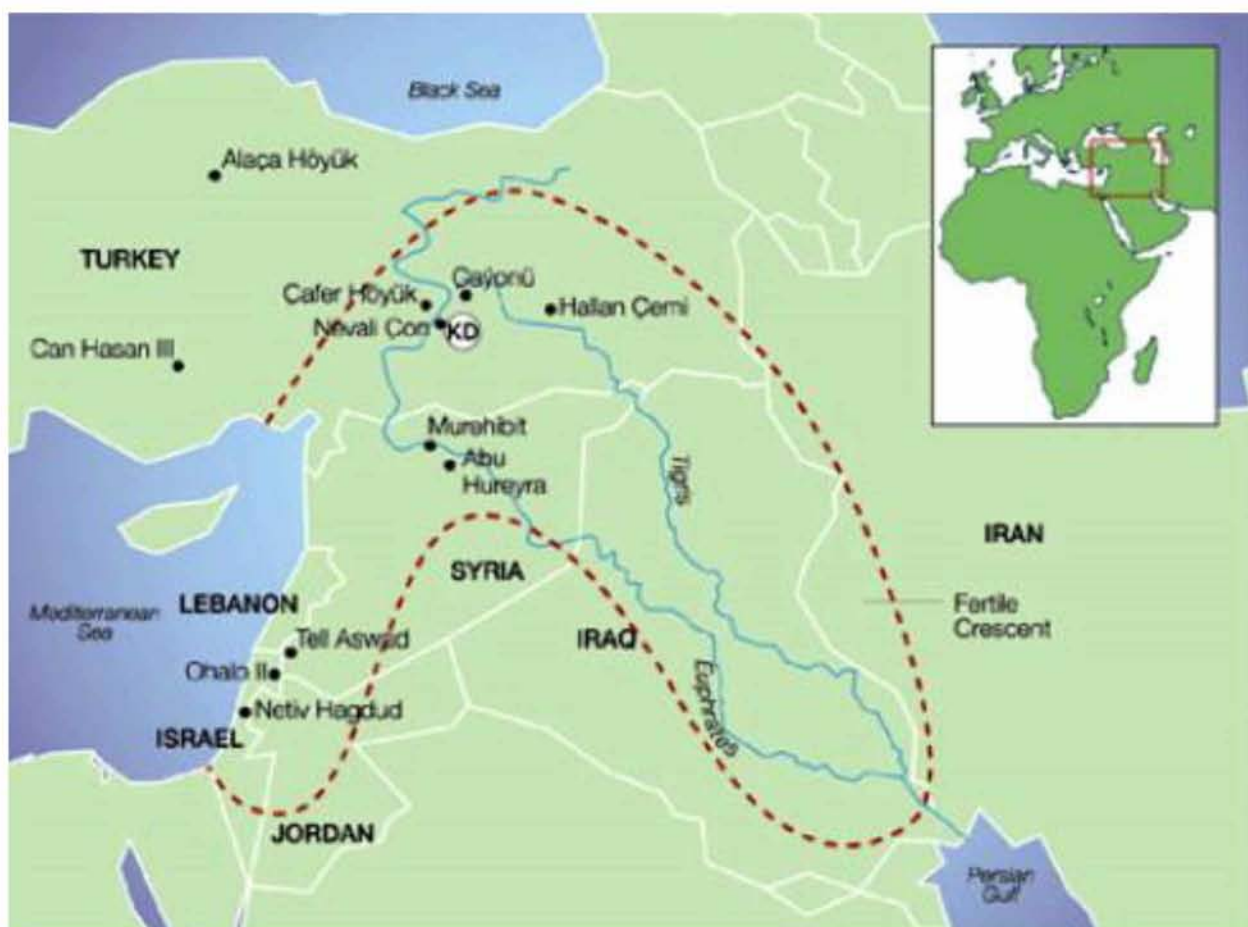 Black Sea
Alaça Höyük
TURKEY
Çayönü
Cafer Höyük
Hallan Çemi
Nevali Cori
KD
Can Hasan III
Murehibit
Abu
Hureyra
Tigris
IRAN
SYRIA
Mediterranean
Sea
LEBANON
Fertile
Crescent
IRAQ
Tell Aswad
Ohalo II
Euphrates
Netiv Hagdud
ISRAEL
JORDAN
Persian
Gulf